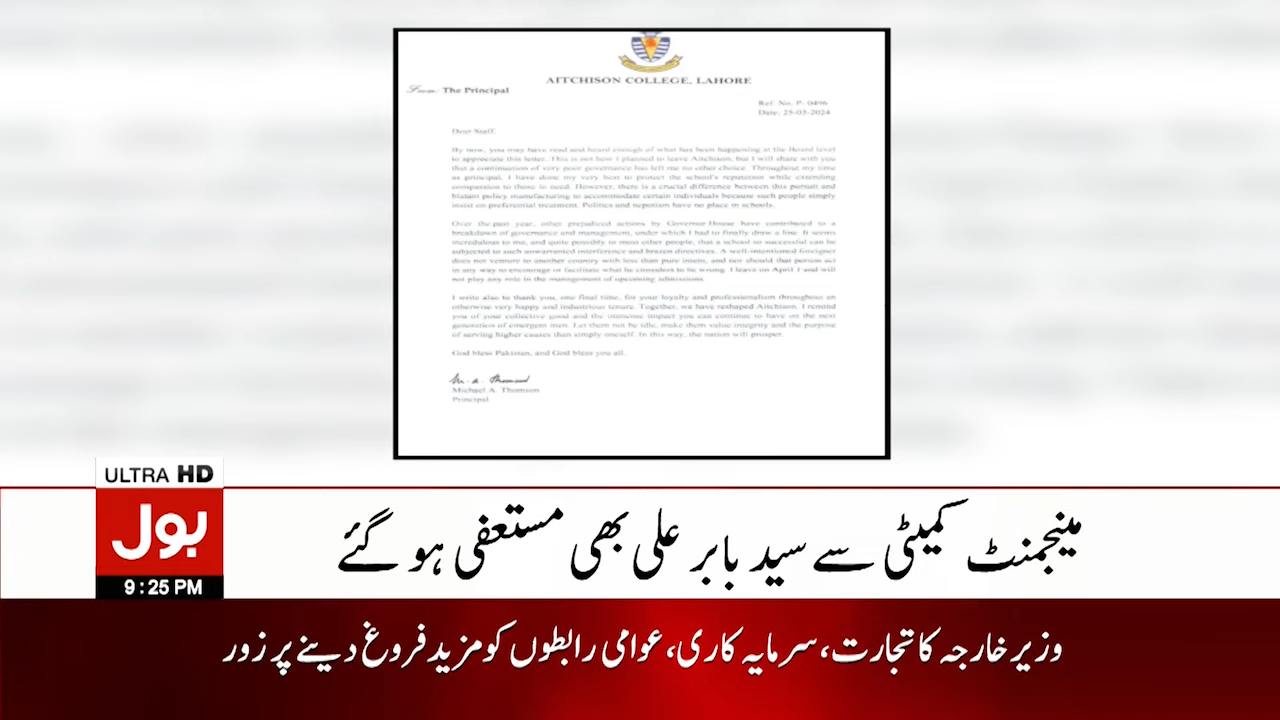 AITCHISON COLLEGE, LAHORE
From: The Principal
Ref. No. P- 0496
Date: 25-03-2024
Dear Staff,
By now, you may have read and heard enough of what has been happening at the Board level
to appreciate this letter. This is not how I planned to leave Aitchison, but I will share with you
that a continuation of very poor governance has left me no other choice. Throughout my time
as principal, I have done my very best to protect the school's reputation while extending
compassion to those in need. However, there is a crucial difference between this pursuit and
blatant policy manufacturing to accommodate certain individuals because such people simply
insist on preferential treatment. Politics and nepotism have no place in schools.
Over the past year, other prejudiced actions by Governor House have contributed to a
breakdown of governance and management, under which I had to finally draw a line. It seems
incredulous to me, and quite possibly to most other people, that a school so successful can be
subjected to such unwarranted interference and brazen directives. A well-intentioned foreigner
does not venture to another country with less than pure intent, and nor should that person act
in any way to encourage or facilitate what he considers to be wrong. I leave on April 1 and will
not play any role in the management of upcoming admissions.
I write also to thank you, one final time, for your loyalty and professionalism throughout an
otherwise very happy and industrious tenure. Together, we have reshaped Aitchison. I remind
you of your collective good and the immense impact you can continue to have on the next
generation of emergent men. Let them not be idle, make them value integrity and the purpose
of serving higher causes than simply oneself. In this way, the nation will prosper.
God bless Pakistan, and God bless you all.
M. A. Thomson
Michael A. Thomson
Principal
ULTRA HD
بول
9:25 PM
مینجمنٹ کمیٹی سے سید بابر علی بھی مستعفی ہو گئے
وزیر خارجہ کا تجارت، سرمایہ کاری، عوامی رابطوں کو مزید فروغ دینے پر زور